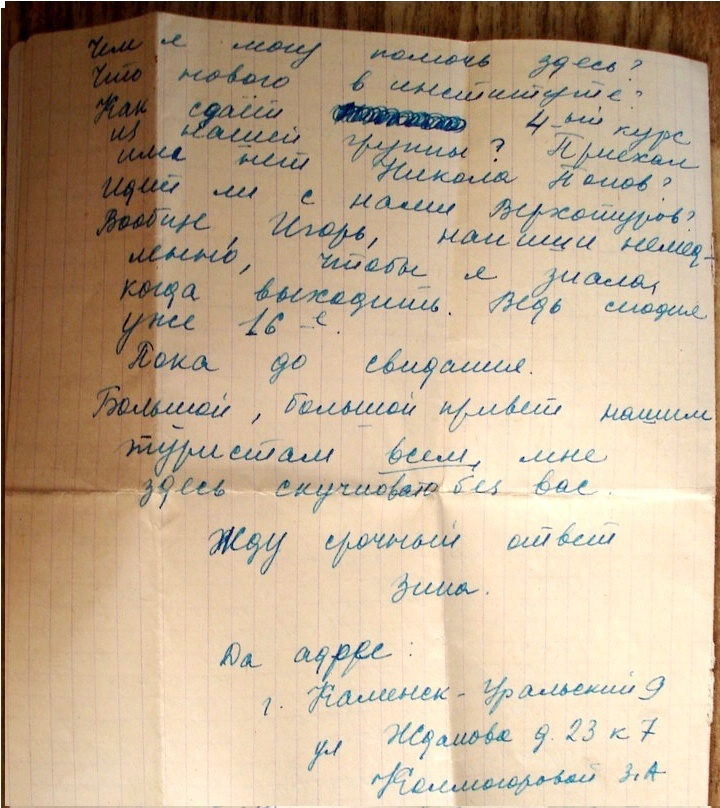 Чем я могу помочь здесь?
Что нового в институте?
Как сдаёт 4-ый курс
из нашей группы? Приехал
или нет Никола Попов?
Идёт ли с нами Верхотуров?
Вообще, Игорь, напиши немед-
ленно, чтобы я знала,
когда выходить. Ведь сегодня
уже 16-е.
Пока до свидания.
Большой, большой привет нашим
туристам всем, мне
здесь скучновато без вас.
Жду срочный ответ
Зина.
Да адрес:
г. Каменск-Уральский 9
ул Жданова д. 23 к 7
Колмогоровой З.А